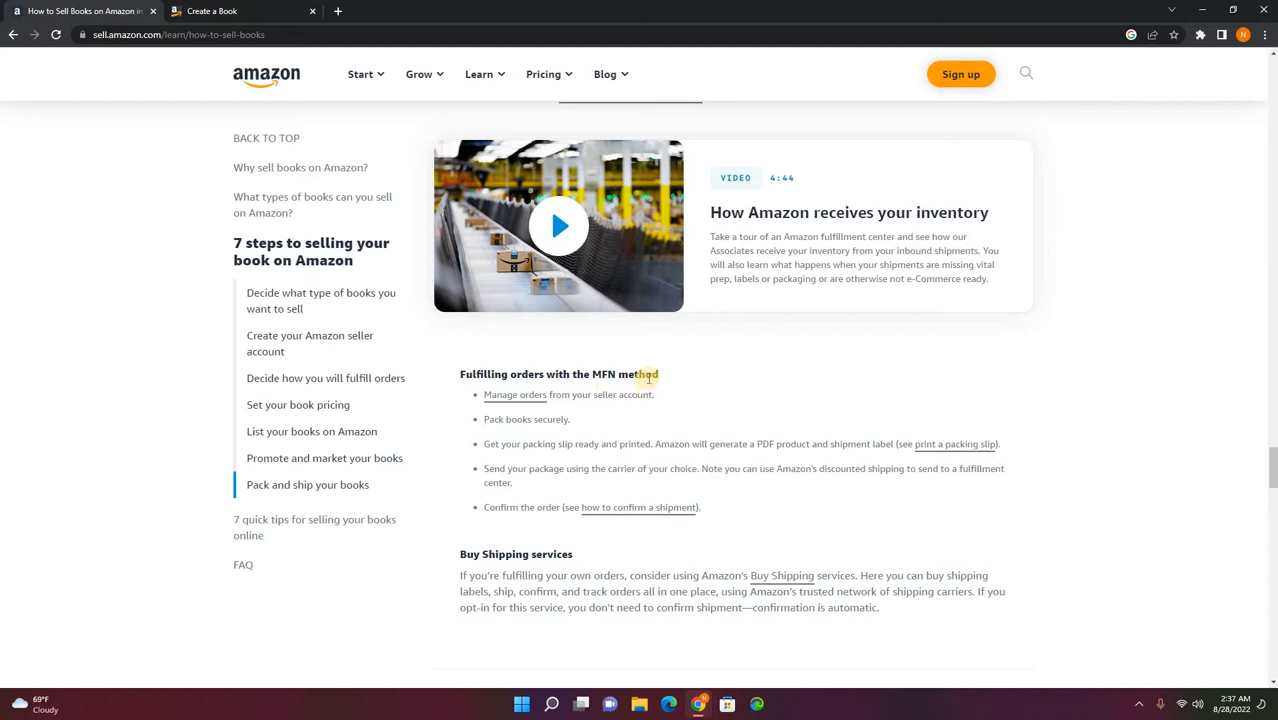 How to Sell Books on Amazon: S
Amazon
sell.amazon.com/learn/how-to-sell-books
N
amazon
Start
Grow
Learn
Pricing
Blog
Sign up
BACK TO TOP
Why sell books on Amazon?
What types of books can you sell
on Amazon?
7 steps to selling your
book on Amazon
Decide what type of books you
want to sell
Create your Amazon seller
account
Decide how you will fulfill orders
Set your book pricing
List your books on Amazon
Promote and market your books
Pack and ship your books
7 quick tips for selling your books
online
FAQ
VIDEO 4:44
How Amazon receives your inventory
Take a tour of an Amazon fulfillment center and see how our
Associates receive your inventory from your inbound shipments. You
will also learn what happens when your shipments are missing vital
prep, labels or packaging or are otherwise not e-Commerce ready.
Fulfilling orders with the MFN method
• Manage orders from your seller account.
• Pack books securely.
• Get your packing slip ready and printed. Amazon will generate a PDF product and shipment label (see print a packing slip).
• Send your package using the carrier of your choice. Note you can use Amazon's discounted shipping to send to a fulfillment
center.
• Confirm the order (see how to confirm a shipment).
Buy Shipping services
If you’re fulfilling your own orders, consider using Amazon’s Buy Shipping services. Here you can buy shipping
labels, ship, confirm, and track orders all in one place, using Amazon’s trusted network of shipping carriers. If you
opt-in for this service, you don't need to confirm shipment—confirmation is automatic.
69°F
Cloudy
N
2:37 AM
8/28/2022